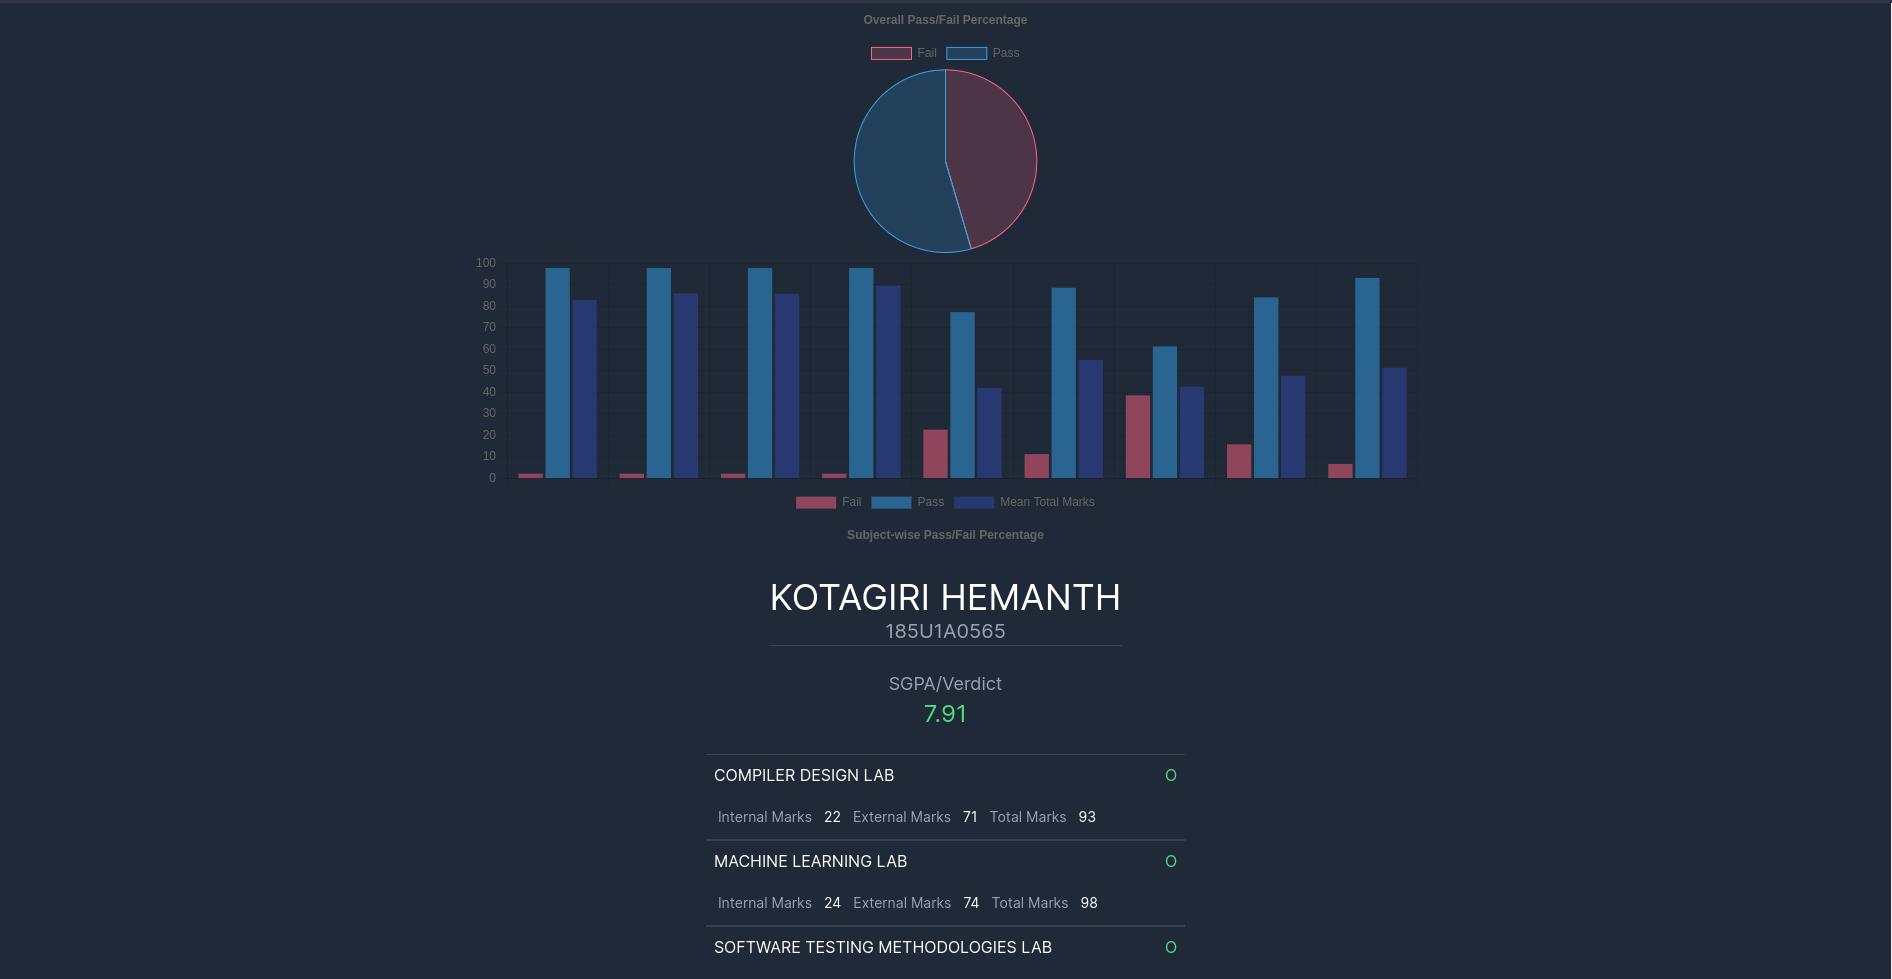 Overall Pass/Fail Percentage
Fail Pass
100
90
80
70
60
50
40
30
20
10
0
Fail Pass Mean Total Marks
Subject-wise Pass/Fail Percentage
KOTAGIRI HEMANTH
185U1A0565
SGPA/Verdict
7.91
COMPILER DESIGN LAB O
Internal Marks 22 External Marks 71 Total Marks 93
MACHINE LEARNING LAB O
Internal Marks 24 External Marks 74 Total Marks 98
SOFTWARE TESTING METHODOLOGIES LAB O